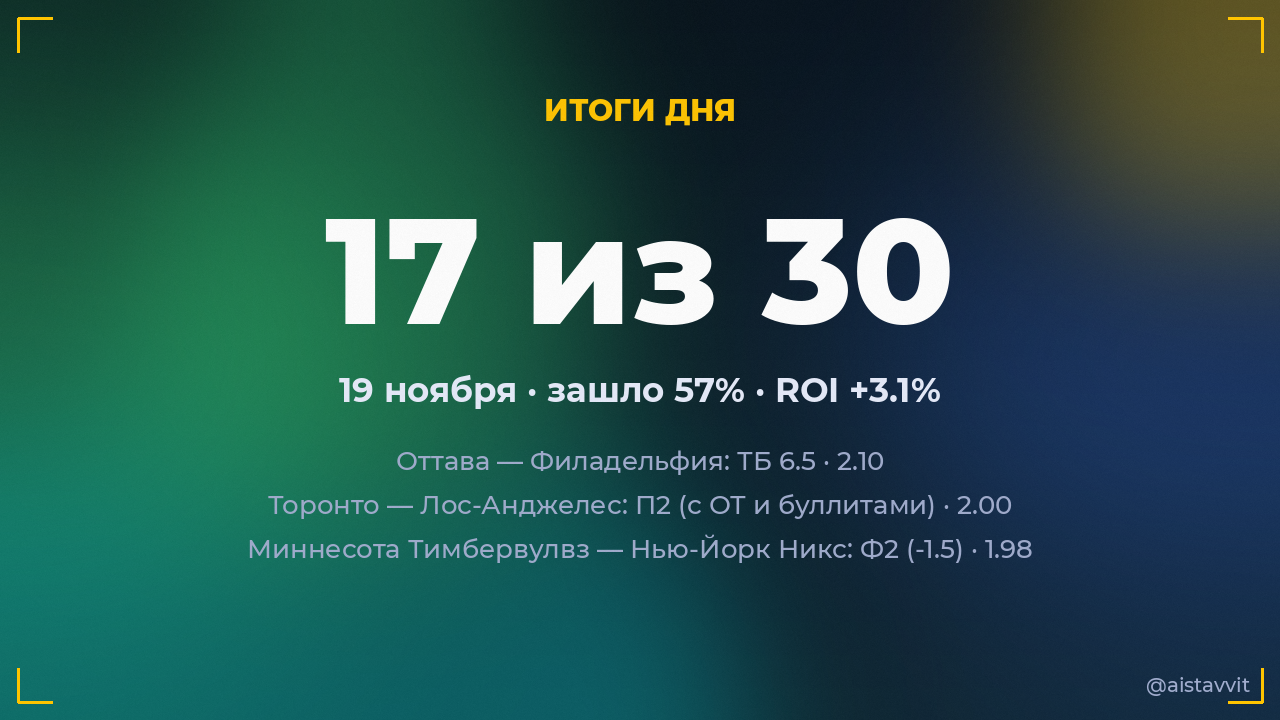 ИТОГИ ДНЯ
17 из 30
19 ноября · зашло 57% · ROI +3.1%
Оттава — Филадельфия: ТБ 6.5 · 2.10
Торонто — Лос-Анджелес: П2 (с ОТ и буллитами) · 2.00
Миннесота Тимбервулвз — Нью-Йорк Никс: Ф2 (-1.5) · 1.98
@aistavvit